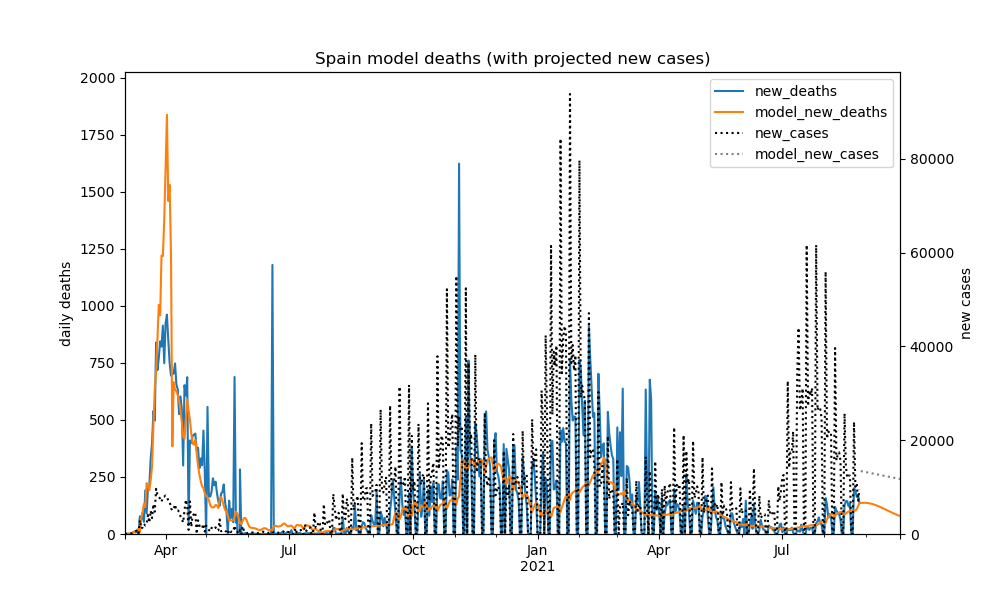 Spain model deaths (with projected new cases)
new_deaths
model_new_deaths
new_cases
model_new_cases
daily deaths
2000
1750
1500
1250
1000
750
500
250
0
80000
60000
40000
20000
0
new cases
Apr
Jul
Oct
Jan
2021
Apr
Jul